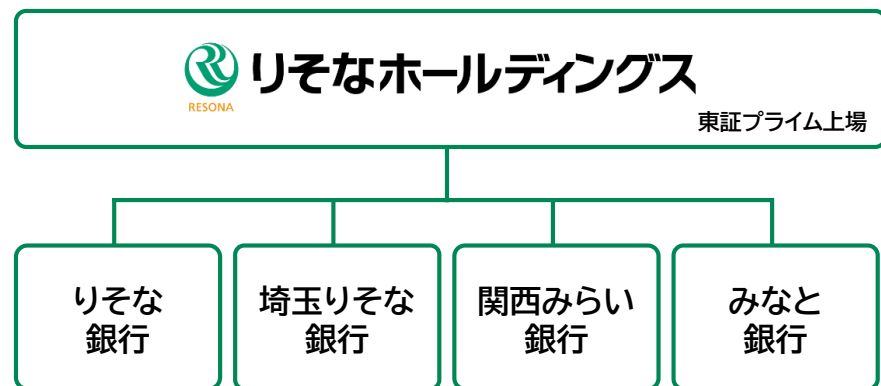 りそなホールディングス
RESONA
東証プライム上場
りそな
銀行
埼玉りそな
銀行
関西みらい
銀行
みなと
銀行